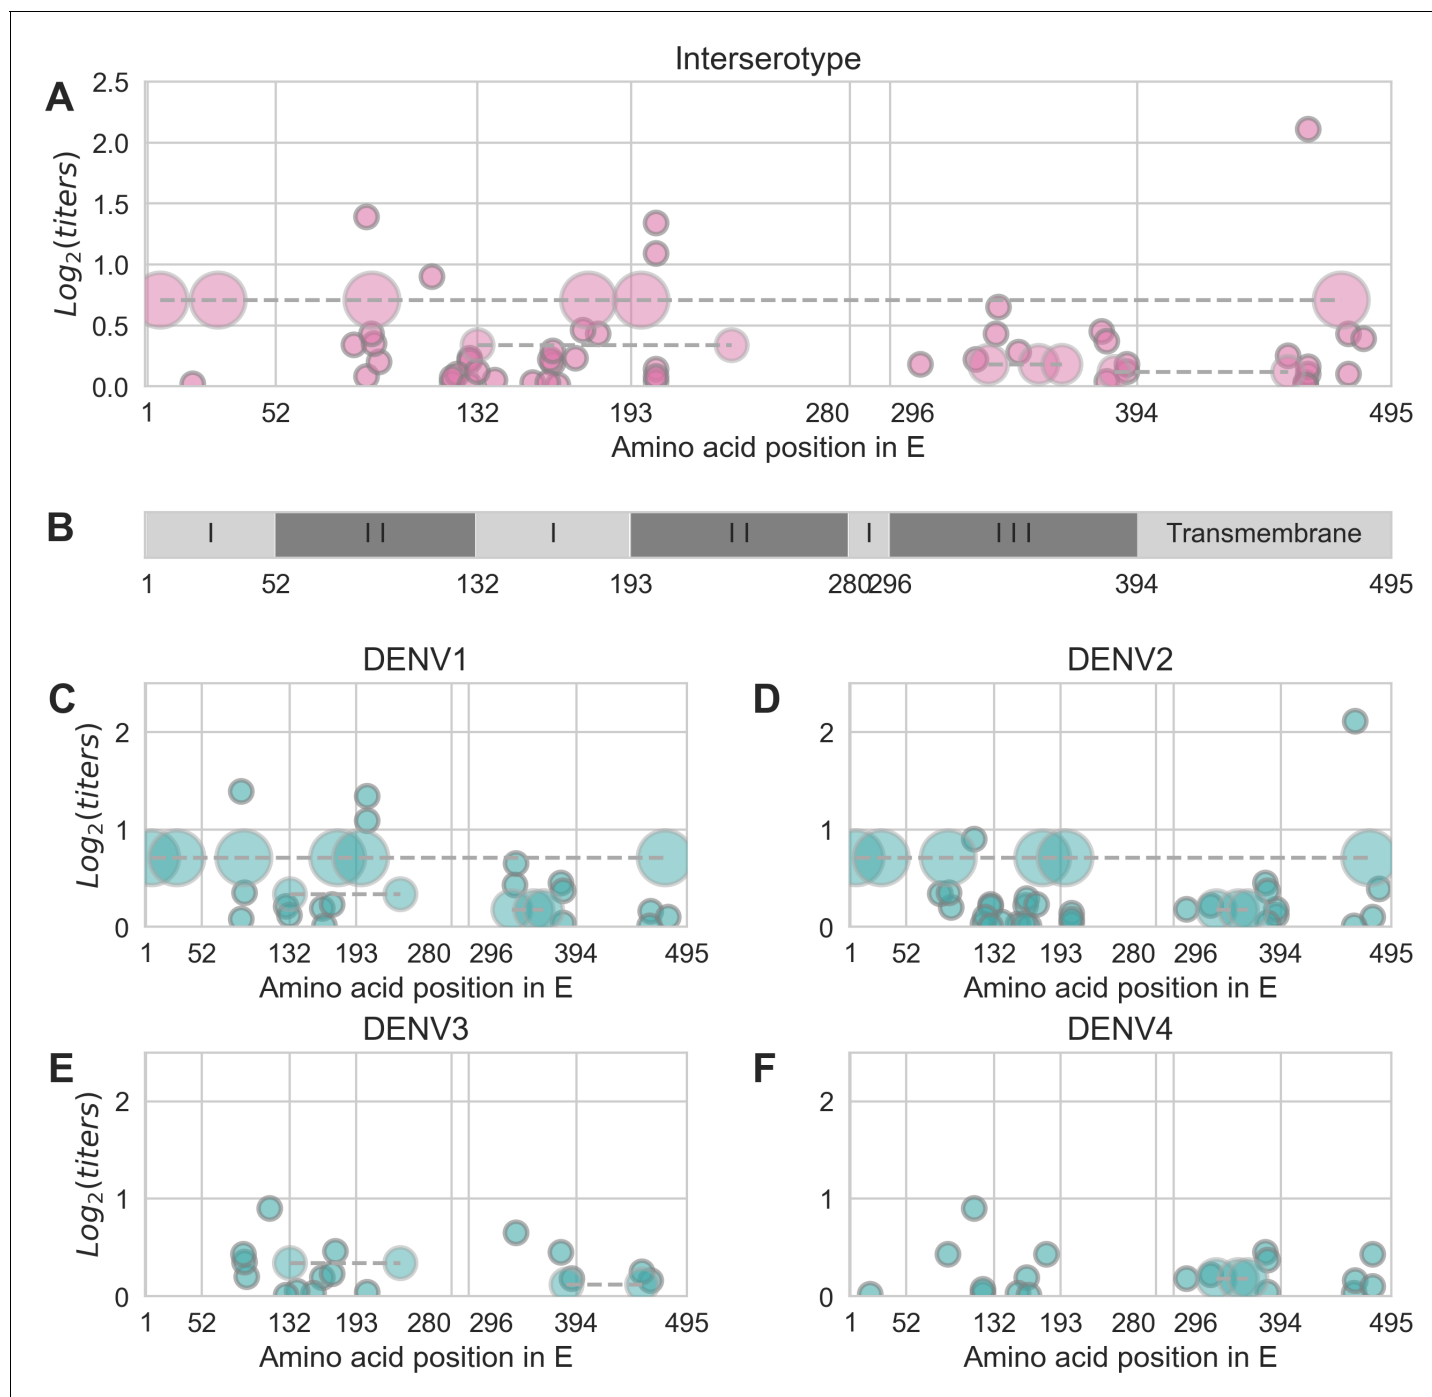 Interserotype
A
2.5
2.0
1.5
1.0
0.5
0.0
Log2(titers)
1 52 132 193 280 296 394 495
Amino acid position in E
B
I II I II I III Transmembrane
1 52 132 193 280296 394 495
DENV1
C
2
1
0
Log2(titers)
1 52 132 193 280 296 394 495
Amino acid position in E
DENV2
D
2
1
0
1 52 132 193 280 296 394 495
Amino acid position in E
DENV3
E
2
1
0
Log2(titers)
1 52 132 193 280 296 394 495
Amino acid position in E
DENV4
F
2
1
0
1 52 132 193 280 296 394 495
Amino acid position in E